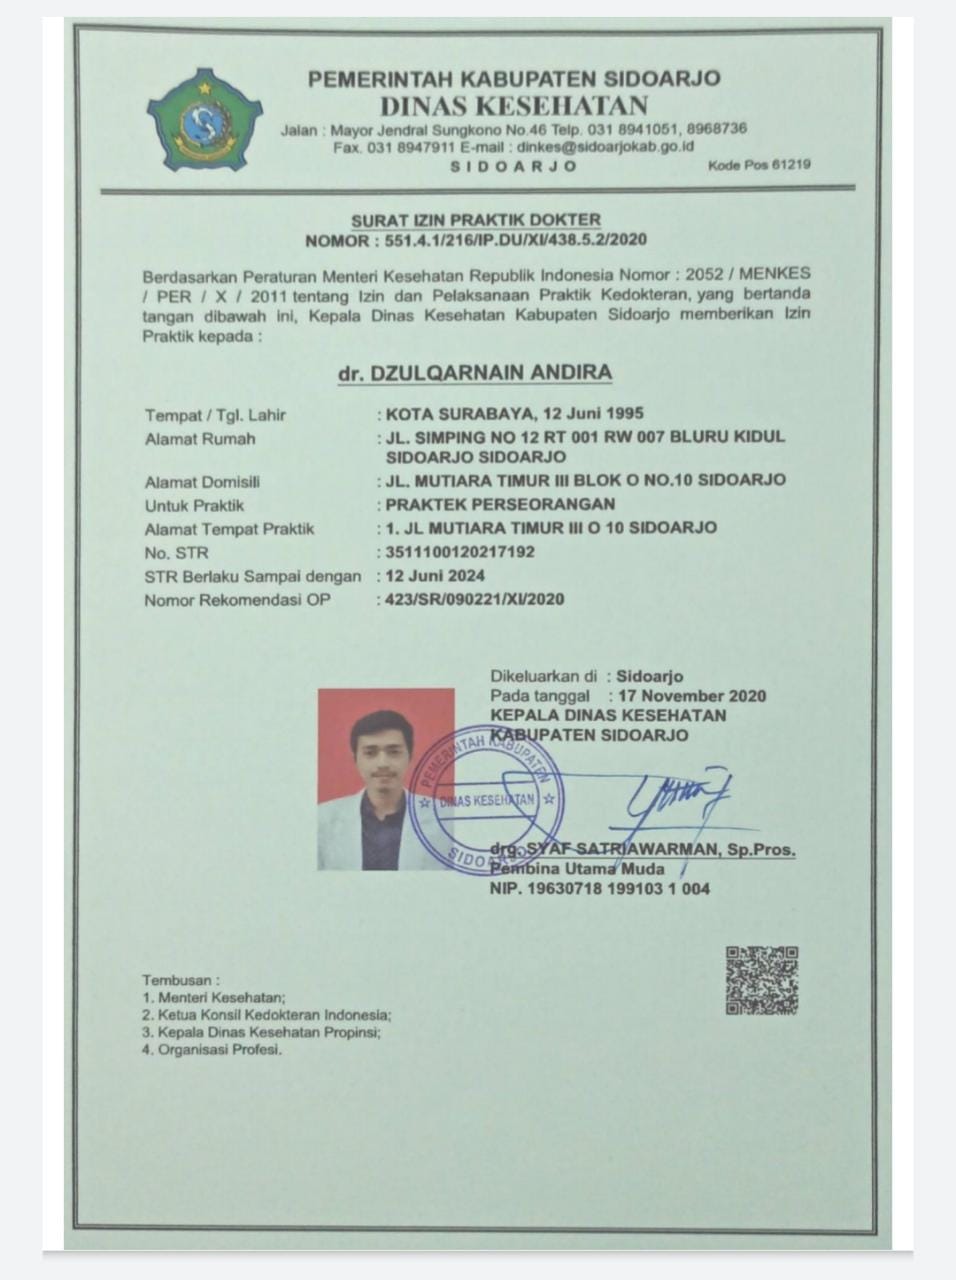 PEMERINTAH KABUPATEN SIDOARJO
DINAS KESEHATAN
Jalan : Mayor Jendral Sungkono No.46 Telp. 031 8941051, 8968736
Fax. 031 8947911 E-mail : dinkes@sidoarjokab.go.id
S I D O A R J O
Kode Pos 61219
SURAT IZIN PRAKTIK DOKTER
NOMOR : 551.4.1/216/IP.DU/XI/438.5.2/2020
Berdasarkan Peraturan Menteri Kesehatan Republik Indonesia Nomor : 2052 / MENKES
/ PER / X / 2011 tentang Izin dan Pelaksanaan Praktik Kedokteran, yang bertanda
tangan dibawah ini, Kepala Dinas Kesehatan Kabupaten Sidoarjo memberikan Izin
Praktik kepada :
dr. DZULQARNAIN ANDIRA
Tempat / Tgl. Lahir : KOTA SURABAYA, 12 Juni 1995
Alamat Rumah : JL. SIMPING NO 12 RT 001 RW 007 BLURU KIDUL
SIDOARJO SIDOARJO
Alamat Domisili : JL. MUTIARA TIMUR III BLOK O NO.10 SIDOARJO
Untuk Praktik : PRAKTEK PERSEORANGAN
Alamat Tempat Praktik : 1. JL MUTIARA TIMUR III O 10 SIDOARJO
No. STR : 3511100120217192
STR Berlaku Sampai dengan : 12 Juni 2024
Nomor Rekomendasi OP : 423/SR/090221/XI/2020
Dikeluarkan di : Sidoarjo
Pada tanggal : 17 November 2020
KEPALA DINAS KESEHATAN
KABUPATEN SIDOARJO
PEMERINTAH KABUPATEN
DINAS KESEHATAN
SIDOARJO
drg. SYAF SATRIAWARMAN, Sp.Pros.
Pembina Utama Muda
NIP. 19630718 199103 1 004
Tembusan :
1. Menteri Kesehatan;
2. Ketua Konsil Kedokteran Indonesia;
3. Kepala Dinas Kesehatan Propinsi;
4. Organisasi Profesi.